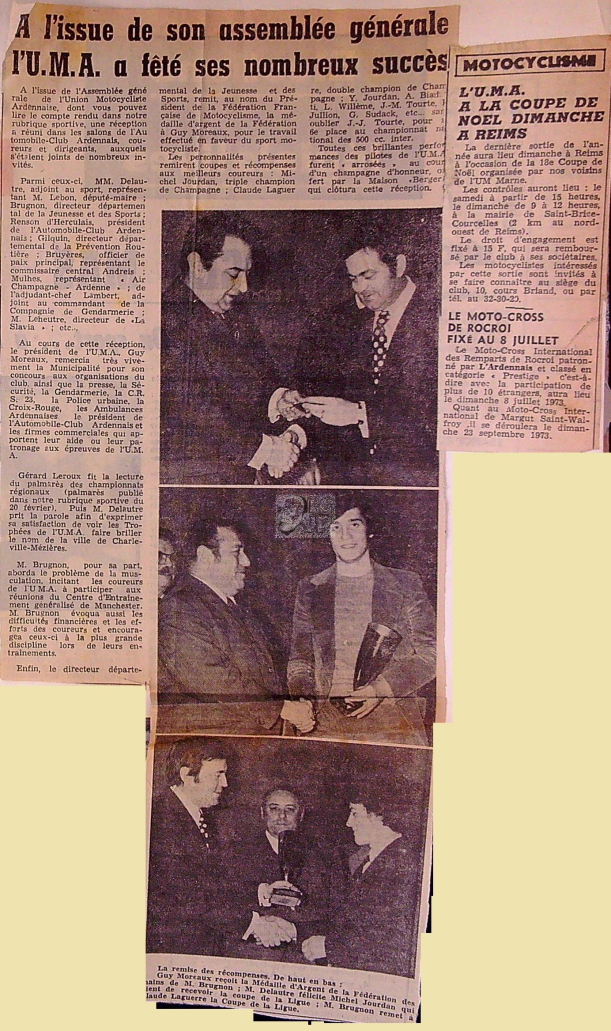 A l'issue de son assemblée générale
l'U.M.A. a fêté ses nombreux succès
A l'issue de l'Assemblée géné
rale de l'Union Motocycliste
Ardennaise, dont vous pouvez
lire le compte rendu dans notre
rubrique sportive, une réception
a réuni dans les salons de l'Au
tomobile-Club Ardennais, cou-
reurs et dirigeants, auxquels
s'étaient joints de nombreux in-
vités.
Parmi ceux-ci, MM. Delau-
tre, adjoint au sport, représen-
tant M. Lebon, député-maire ;
Brugnon, directeur départemen
tal de la Jeunesse et des Sports ;
Renson d'Herculais, président
de l'Automobile-Club Arden-
nais ; Gilquin, directeur dépar-
temental de la Prévention Rou-
tière ; Bruyères, officier de
paix principal, représentant le
commissaire central Andreis ;
Mulhes, représentant « Air
Champagne - Ardenne » ; de
l'adjudant-chef Lambert, ad-
joint au commandant de la
Compagnie de Gendarmerie ;
M. Leheutre, directeur de «La
Slavia » ; etc..
Au cours de cette réception,
le président de l'U.M.A., Guy
Moreaux, remercia très vive-
ment la Municipalité pour son
concours aux organisations du
club, ainsi que la presse, la Sé-
curité, la Gendarmerie, la C.R.
S. 23, la Police urbaine, la
Croix-Rouge, les Ambulances
Ardennaises le président de
l'Automobile-Club Ardennais et
les firmes commerciales qui ap-
portent leur aide ou leur pa-
tronage aux épreuves de l'U.M.
A.
Gérard Leroux fit la lecture
du palmarès des championnats
régionaux (palmarès publié
dans notre rubrique sportive du
20 février). Puis M. Delautre
prit la parole afin d'exprimer
sa satisfaction de voir les Tro-
phées de l'U.M.A. faire briller
le nom de la ville de Charle-
ville-Mézières.
M. Brugnon, pour sa part,
aborda le problème de la mus-
culation, incitant les coureurs
de l'U.M.A. à participer aux
réunions du Centre d'Entraîne-
ment généralisé de Manchester.
M. Brugnon évoqua aussi les
difficultés financières et les ef-
forts des coureurs et encoura-
gea ceux-ci à la plus grande
discipline lors de leurs en-
traînements.
Enfin, le directeur départe-
mental de la Jeunesse et des
Sports, remit, au nom du Pré-
sident de la Fédération Fran-
çaise de Motocyclisme, la mé-
daille d'argent de la Fédération
à Guy Moreaux, pour le travail
effectué en faveur du sport mo-
tocycliste.
Les personnalités présentes
remirent coupes et récompenses
aux meilleurs coureurs : Mi-
chel Jourdan, triple champion
de Champagne ; Claude Laguer
re, double champion de Cham
pagne ; Y. Jourdan, A.
ti, L. Willême, J.-M. Tourte,
Jullion, G. Sudack, etc.. sans
oublier J.-J. Tourte, pour
6e place au championnat na
tional des 500 cc. inter.
Toutes ces brillantes perfor
mances des pilotes de l'U.M.A
furent « arrosées » au cou
d'un champagne d'honneur, o
fert par la Maison «Berger
qui clôtura cette réception.
La remise des récompenses. De haut en bas :
Guy Moreaux reçoit la Médaille d'Argent de la Fédération des
mains de M. Brugnon ; M. Delautre félicite Michel Jourdan qui
ient de recevoir la coupe de la Ligue ; M. Brugnon remet à
laude Laguerre la Coupe de la Ligue.
MOTOCYCLISME
L'U.M.A.
A LA COUPE DE
NOEL DIMANCHE
A REIMS
La dernière sortie de l'an-
née aura lieu dimanche à Reims
à l'occasion de la 18e Coupe de
Noël organisée par nos voisins
de l'UM Marne.
Les contrôles auront lieu : le
samedi à partir de 15 heures,
le dimanche de 9 à 12 heures,
à la mairie de Saint-Brice-
Courcelles (2 km au nord-
ouest de Reims).
Le droit d'engagement est
fixé à 15 F, qui sera rembour-
sé par le club à ses sociétaires.
Les motocyclistes intéressés
par cette sortie sont invités à
se faire connaître au siège du
club, 10, cours Briand, ou par
tél. au 32-30-23.
LE MOTO-CROSS
DE ROCROI
FIXÉ AU 8 JUILLET
Le Moto-Cross International
des Remparts de Rocroi patron-
né par L'Ardennais et classé en
catégorie « Prestige » c'est-à-
dire avec la participation de
plus de 10 étrangers, aura lieu
le dimanche 8 juillet 1973.
Quant au Moto-Cross Inter-
national de Margut Saint-Wal-
froy ,il se déroulera le diman-
che 23 septembre 1973.